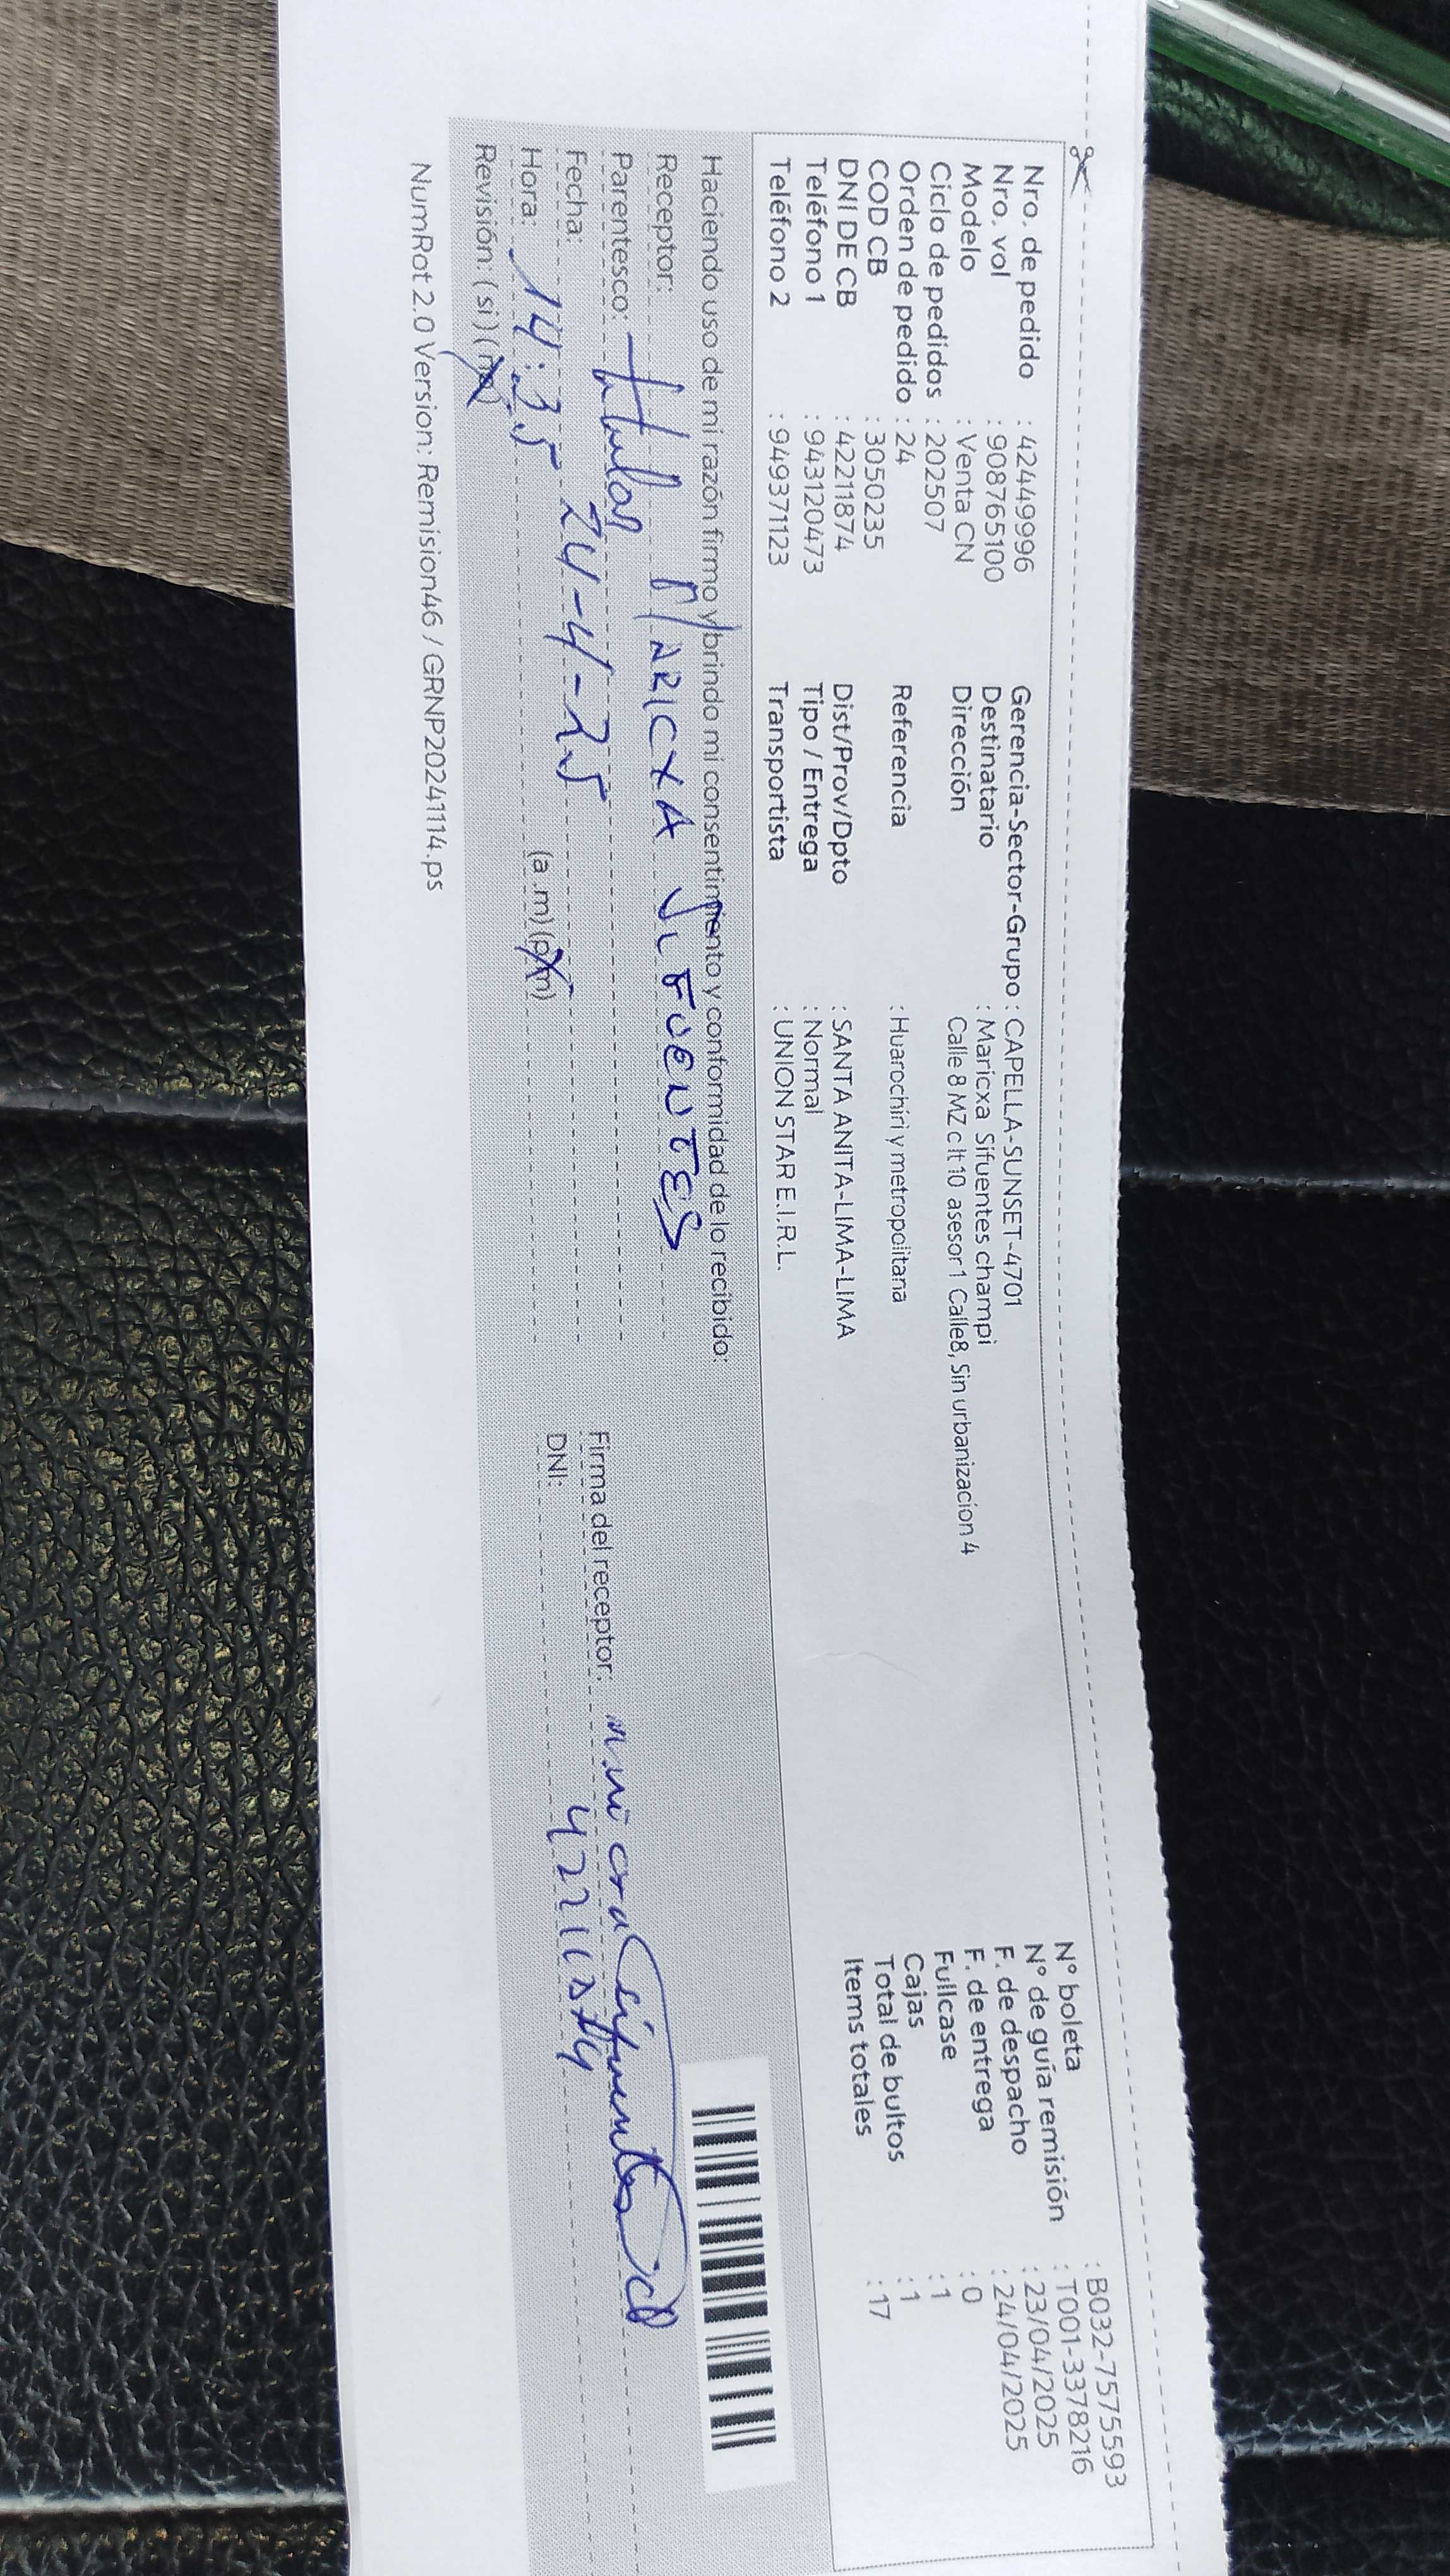 Nro. de pedido : 42449996
Nro. vol : 908765100
Modelo : Venta CN
Ciclo de pedidos : 202507
Orden de pedido : 24
COD CB : 3050235
DNI DE CB : 42211874
Teléfono 1 : 943120473
Teléfono 2 : 949371123
Gerencia-Sector-Grupo : CAPELLA-SUNSET-4701
Destinatario : Maricxa Sifuentes champi
Dirección Calle 8 MZ c lt 10 asesor1 Calle8, Sin urbanizacion 4
Referencia : Huarochiri y metropolitana
Dist/Prov/Dpto : SANTA ANITA-LIMA-LIMA
Tipo / Entrega : Normal
Transportista : UNION STAR E.I.R.L.
N° boleta : B032-7575593
N° de guía remisión : T001-3378216
F. de despacho : 23/04/2025
F. de entrega : 24/04/2025
Fullcase : 0
Cajas : 1
Total de bultos : 1
Items totales : 17
Haciendo uso de mi razón firmo y brindo mi consentimiento y conformidad de lo recibido:
Receptor: MARICXA SIFUENTES
Parentesco: titular
Fecha: 24-4-25
Hora: 14:35 (a .m) (p.m)
Revisión: ( si ) ( no )
Firma del receptor: maricxa sifuentes ch
DNI: 42211874
NumRot 2.0 Version: Remision46 / GRNP20241114.ps